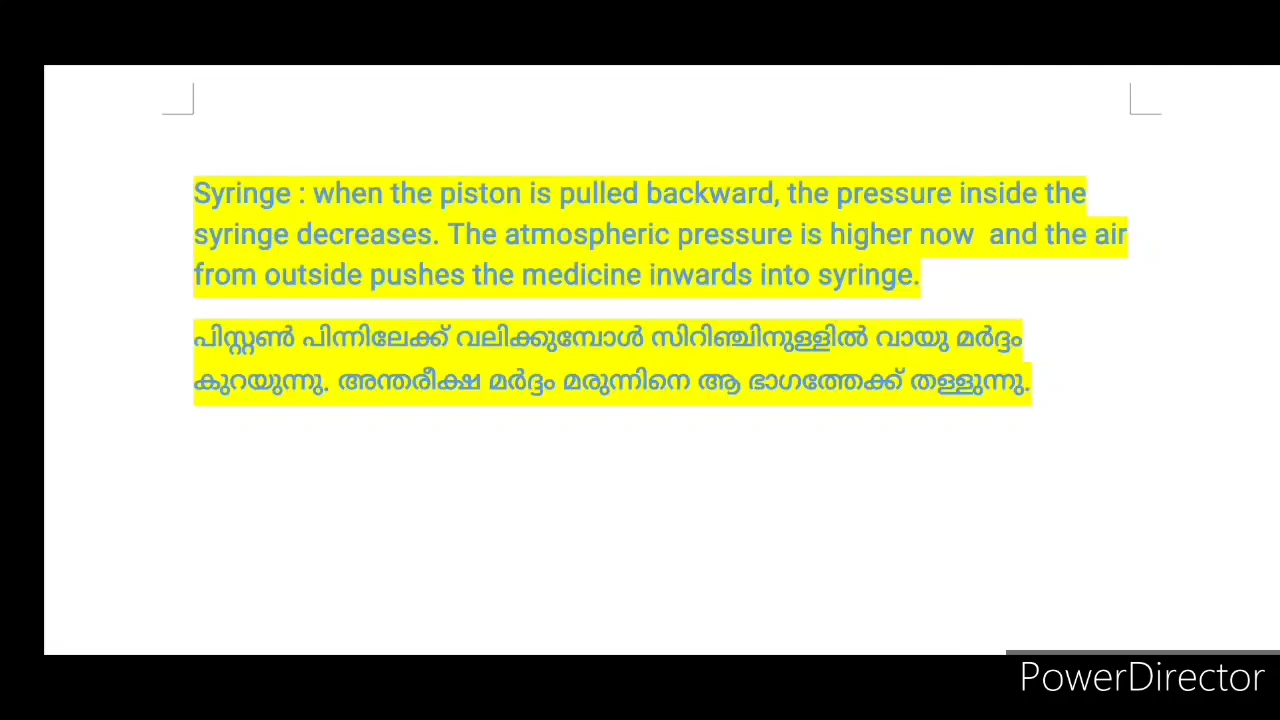 Syringe : when the piston is pulled backward, the pressure inside the
syringe decreases. The atmospheric pressure is higher now  and the air
from outside pushes the medicine inwards into syringe.
പിസ്റ്റൺ പിന്നിലേക്ക് വലിക്കുമ്പോൾ സിറിഞ്ചിനുള്ളിൽ വായു മർദ്ദം
കുറയുന്നു. അന്തരീക്ഷ മർദ്ദം മരുന്നിനെ ആ ഭാഗത്തേക്ക് തള്ളുന്നു.
PowerDirector